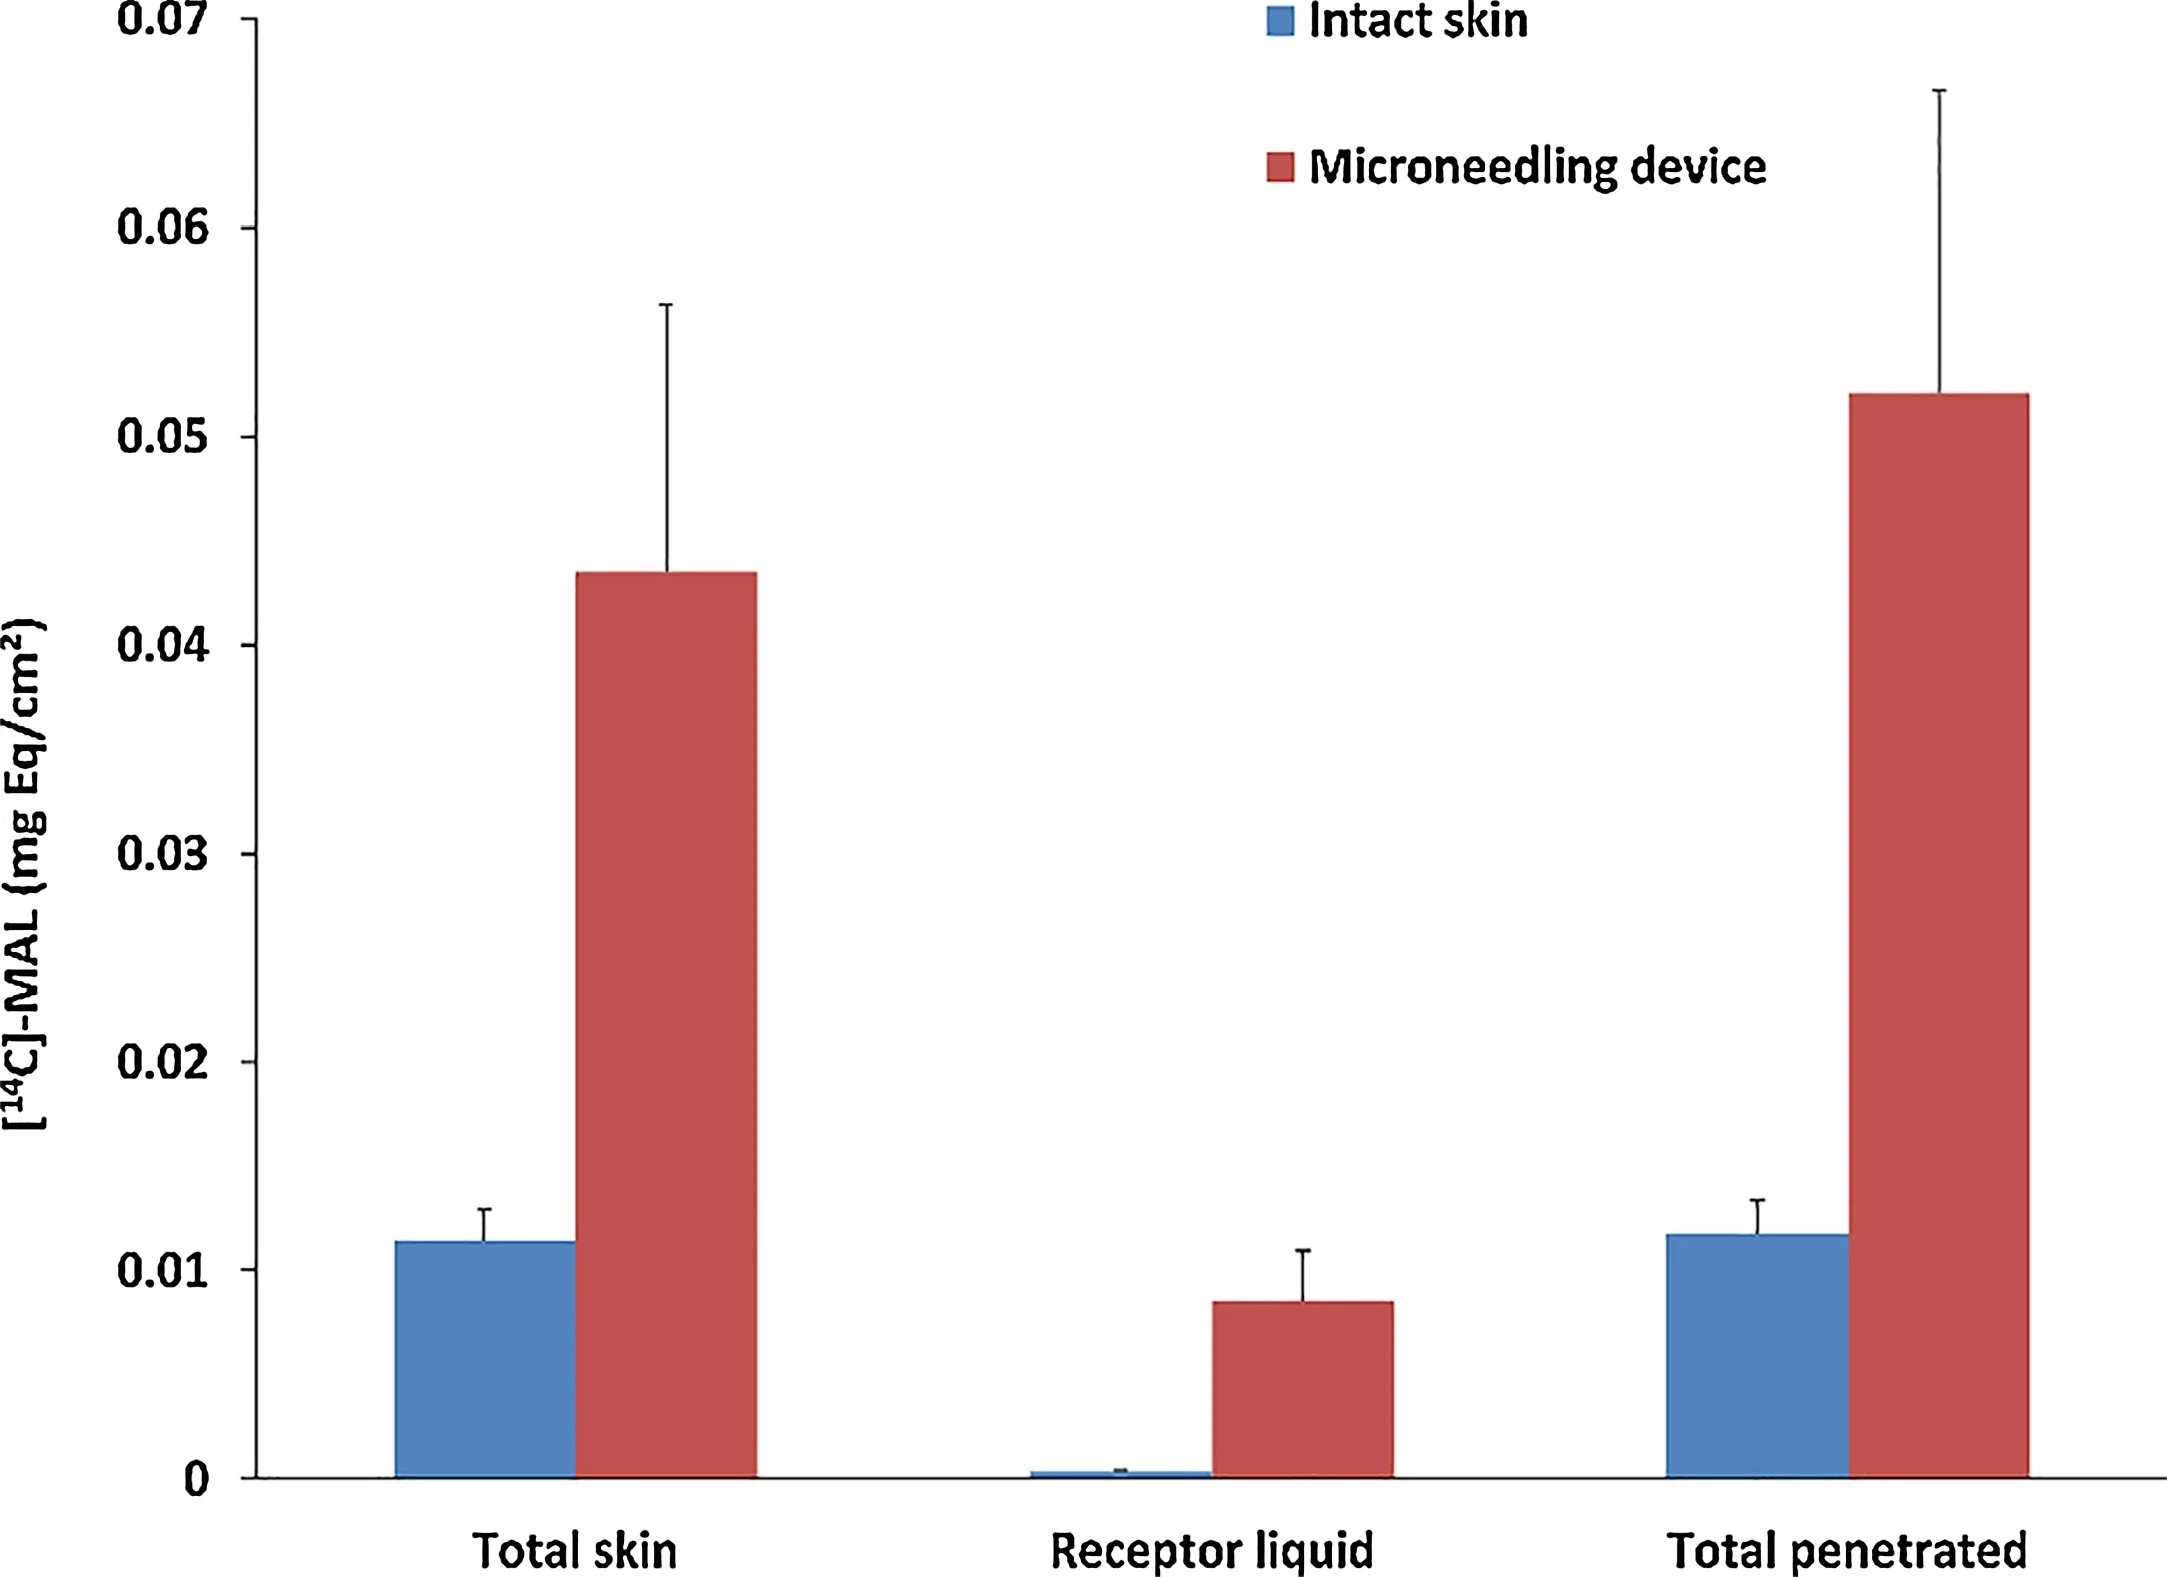 Intact skin
Microneedling device
0.07
0.06
0.05
0.04
0.03
0.02
0.01
0
[¹⁴C]-MAL (mg Eq/cm²)
Total skin
Receptor liquid
Total penetrated